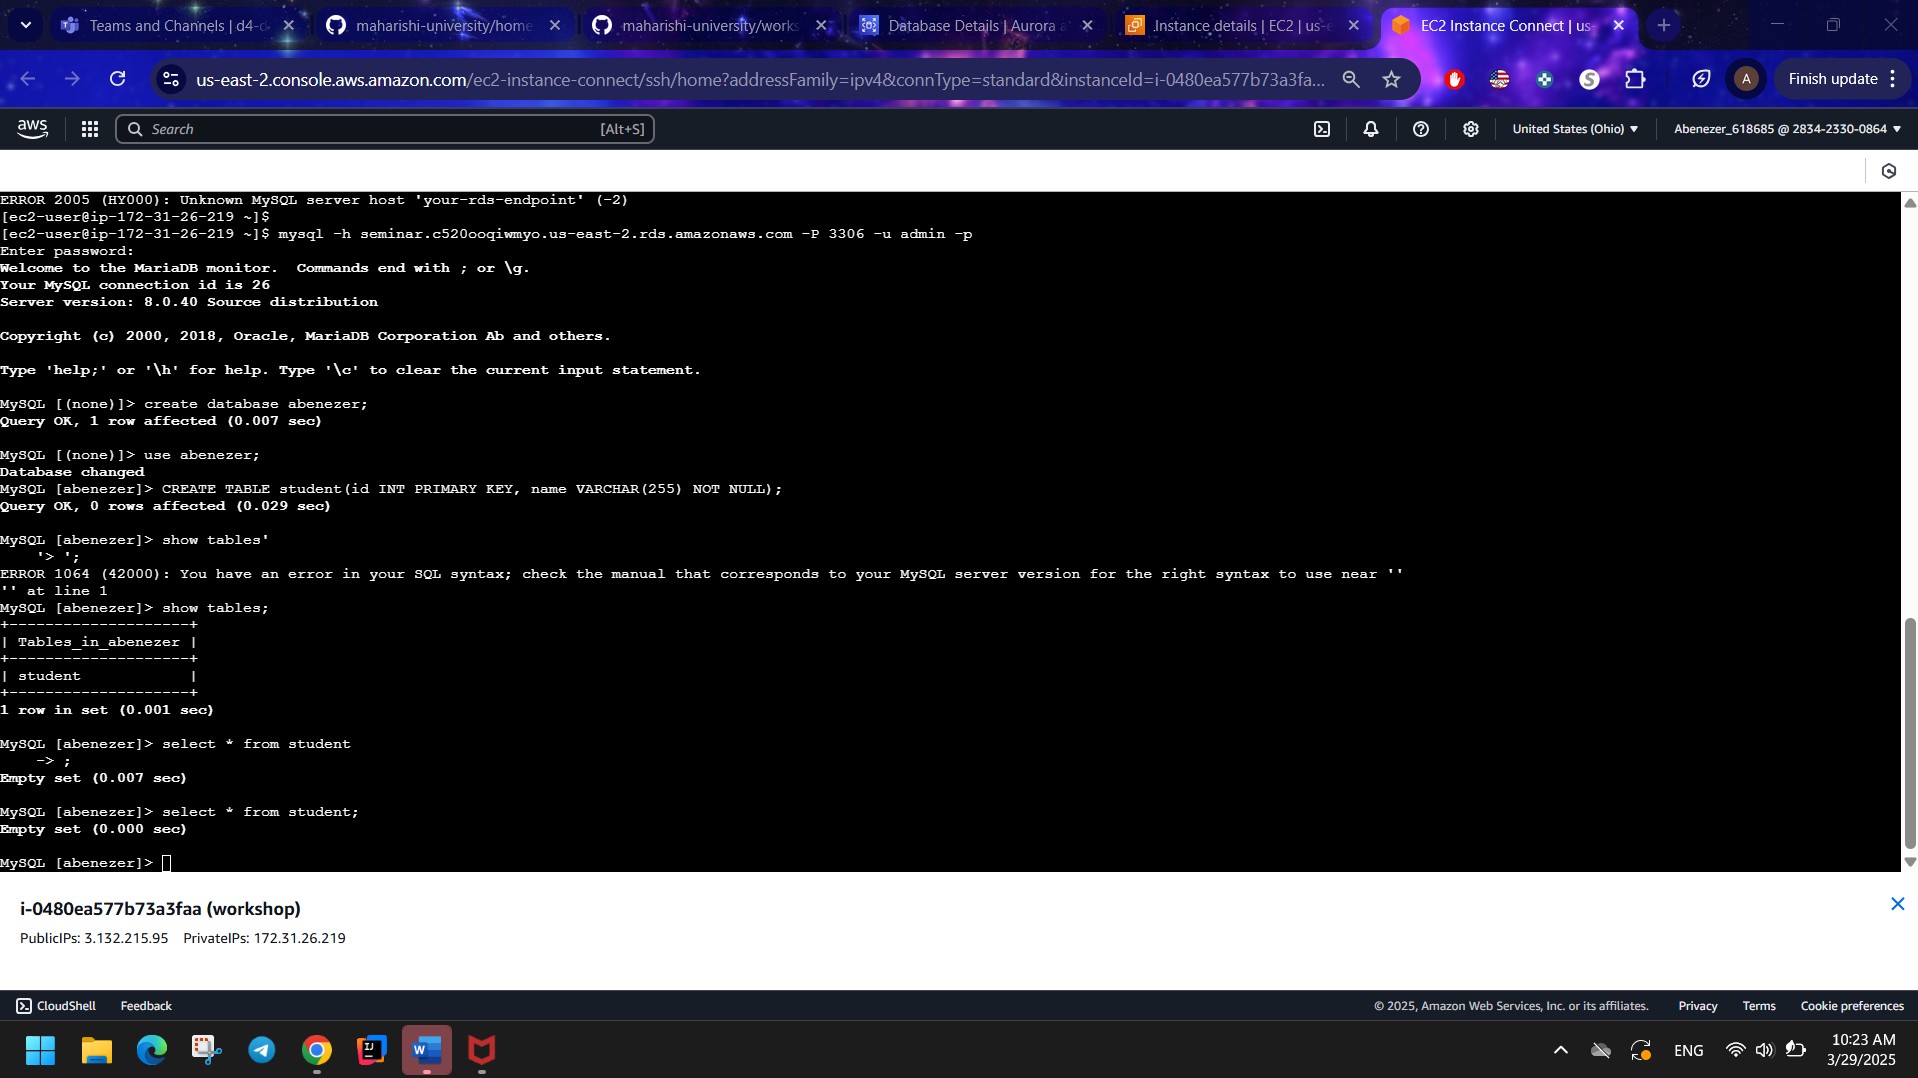 Teams and Channels | d4-d
maharishi-university/home
maharishi-university/works
Database Details | Aurora a
Instance details | EC2 | us-e
EC2 Instance Connect | us-
us-east-2.console.aws.amazon.com/ec2-instance-connect/ssh/home?addressFamily=ipv4&connType=standard&instanceId=i-0480ea577b73a3fa...
S
A
Finish update
aws
Search
[Alt+S]
United States (Ohio)
Abenezer_618685 @ 2834-2330-0864
ERROR 2005 (HY000): Unknown MySQL server host 'your-rds-endpoint' (-2)
[ec2-user@ip-172-31-26-219 ~]$
[ec2-user@ip-172-31-26-219 ~]$ mysql -h seminar.c520ooqiwmyo.us-east-2.rds.amazonaws.com -P 3306 -u admin -p
Enter password:
Welcome to the MariaDB monitor.  Commands end with ; or \g.
Your MySQL connection id is 26
Server version: 8.0.40 Source distribution
Copyright (c) 2000, 2018, Oracle, MariaDB Corporation Ab and others.
Type 'help;' or '\h' for help. Type '\c' to clear the current input statement.
MySQL [(none)]> create database abenezer;
Query OK, 1 row affected (0.007 sec)
MySQL [(none)]> use abenezer;
Database changed
MySQL [abenezer]> CREATE TABLE student(id INT PRIMARY KEY, name VARCHAR(255) NOT NULL);
Query OK, 0 rows affected (0.029 sec)
MySQL [abenezer]> show tables'
'> ';
ERROR 1064 (42000): You have an error in your SQL syntax; check the manual that corresponds to your MySQL server version for the right syntax to use near ''
'' at line 1
MySQL [abenezer]> show tables;
+--------------------+
| Tables_in_abenezer |
+--------------------+
| student            |
+--------------------+
1 row in set (0.001 sec)
MySQL [abenezer]> select * from student
-> ;
Empty set (0.007 sec)
MySQL [abenezer]> select * from student;
Empty set (0.000 sec)
MySQL [abenezer]>
i-0480ea577b73a3faa (workshop)
PublicIPs: 3.132.215.95 PrivateIPs: 172.31.26.219
CloudShell
Feedback
© 2025, Amazon Web Services, Inc. or its affiliates.
Privacy
Terms
Cookie preferences
ENG
10:23 AM
3/29/2025